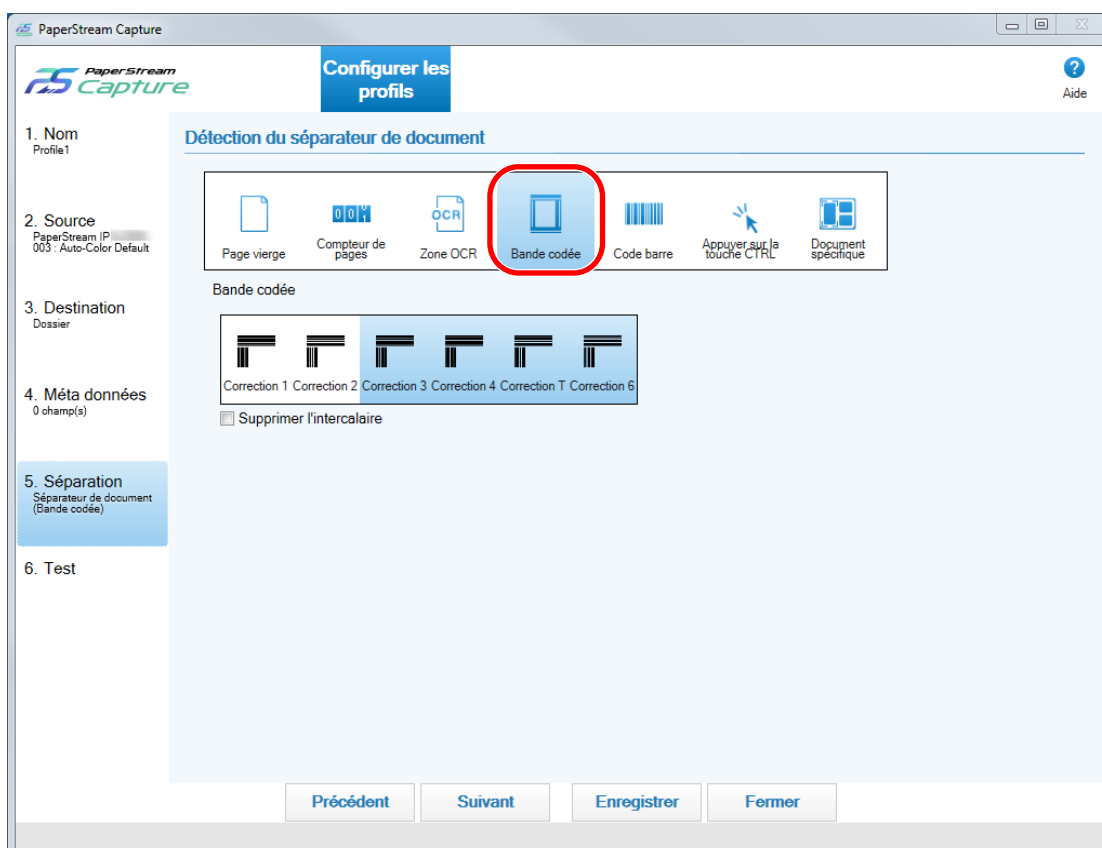 PaperStream Capture
PaperStream
Capture
Configurer les
profils
Aide
1. Nom
Profile1
Détection du séparateur de document
2. Source
PaperStream IP
003 : Auto-Color Default
Page vierge
Compteur de
pages
OCR
Zone OCR
Bande codée
Code barre
Appuyer sur la
touche CTRL
Document
spécifique
Bande codée
3. Destination
Dossier
Correction 1 Correction 2 Correction 3 Correction 4 Correction T Correction 6
4. Méta données
0 champ(s)
Supprimer l'intercalaire
5. Séparation
Séparateur de document
(Bande codée)
6. Test
Précédent
Suivant
Enregistrer
Fermer